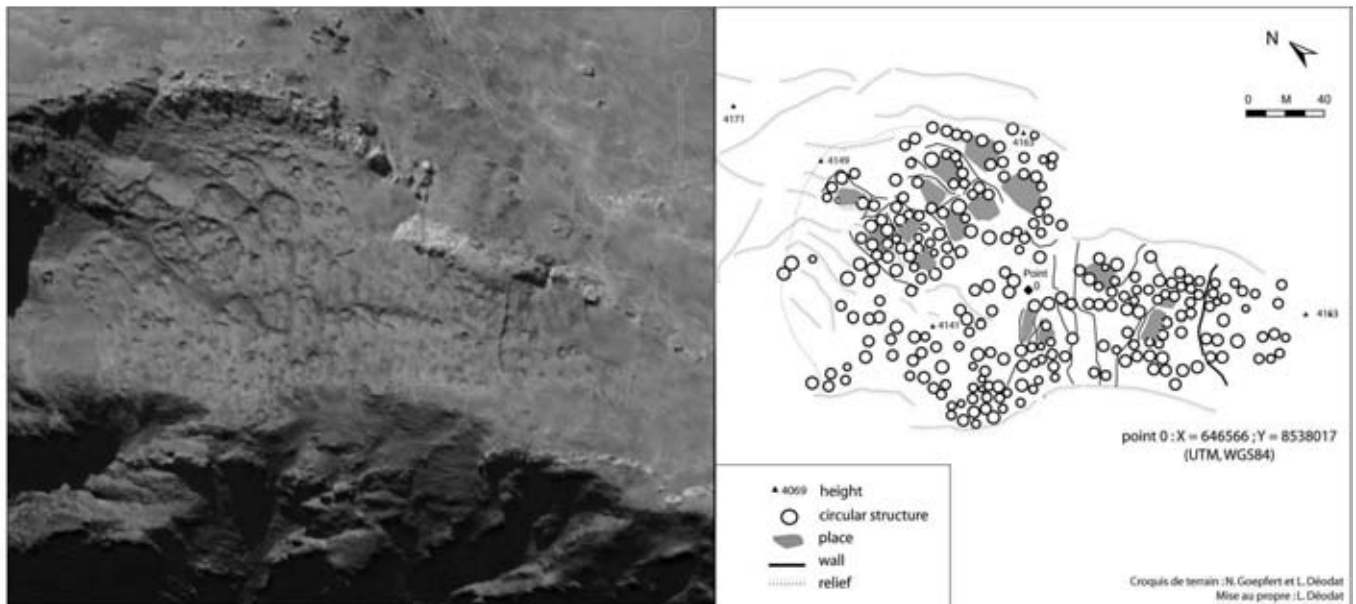 N
0 M 40
4171
4163
4149
Point
0
4141
4163
point 0 : X = 646566 ; Y = 8538017
(UTM, WGS84)
4069 height
circular structure
place
wall
relief
Croquis de terrain : N. Goepfert et L. Déodat
Mise au propre : L. Déodat